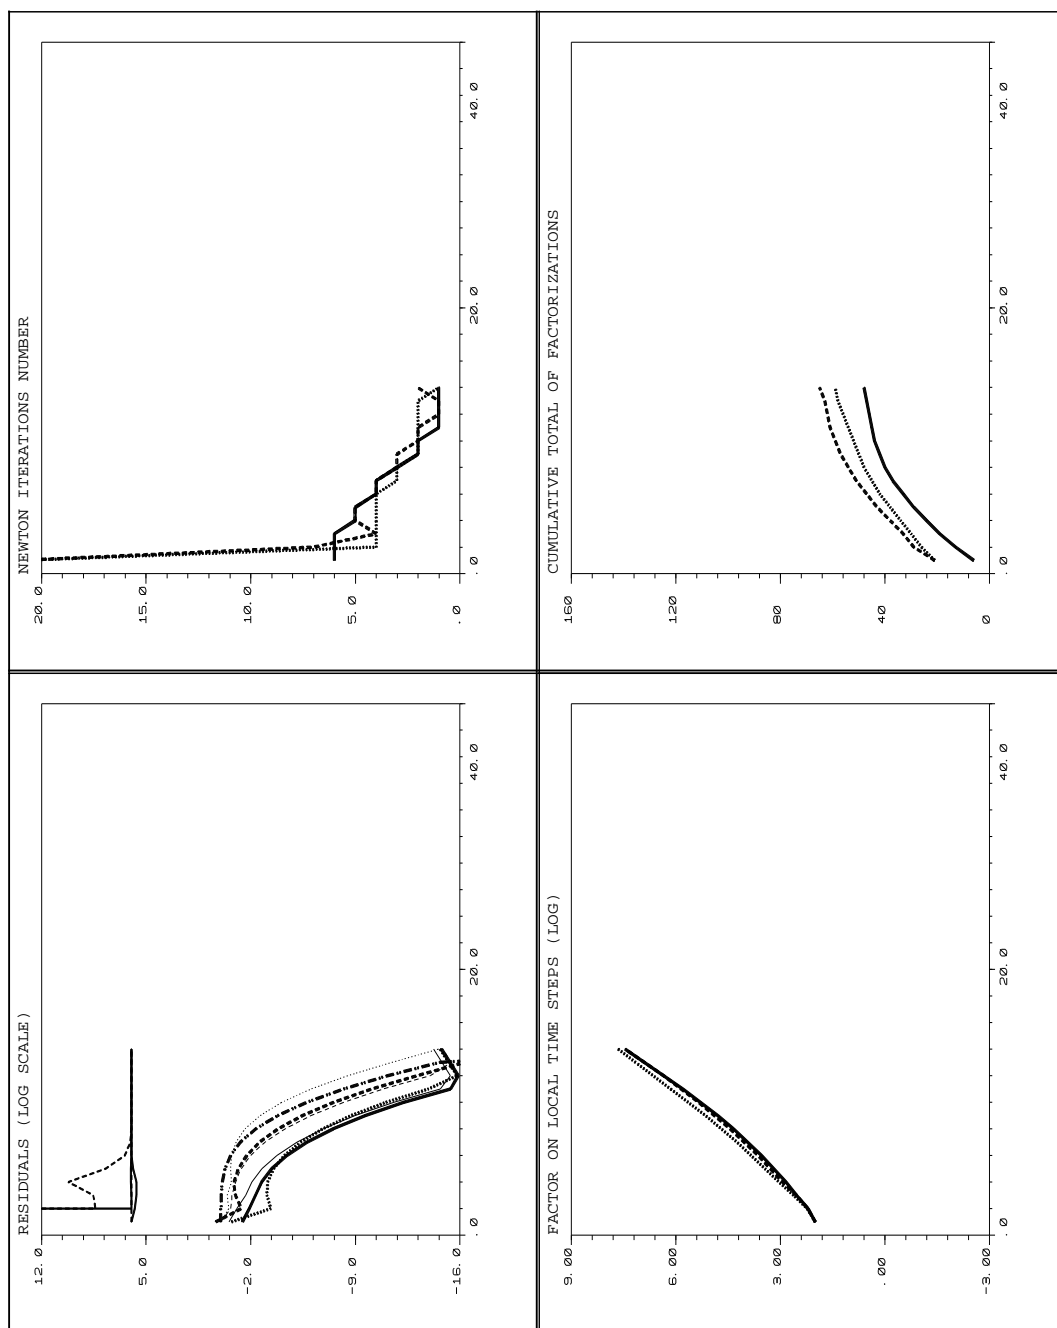 RESIDUALS (LOG SCALE)
12.0
5.0
-2.0
-9.0
-16.0
.0 20.0 40.0
NEWTON ITERATIONS NUMBER
20.0
15.0
10.0
5.0
.0
.0 20.0 40.0
FACTOR ON LOCAL TIME STEPS (LOG)
9.00
6.00
3.00
.00
-3.00
.0 20.0 40.0
CUMULATIVE TOTAL OF FACTORIZATIONS
160
120
80
40
0
.0 20.0 40.0